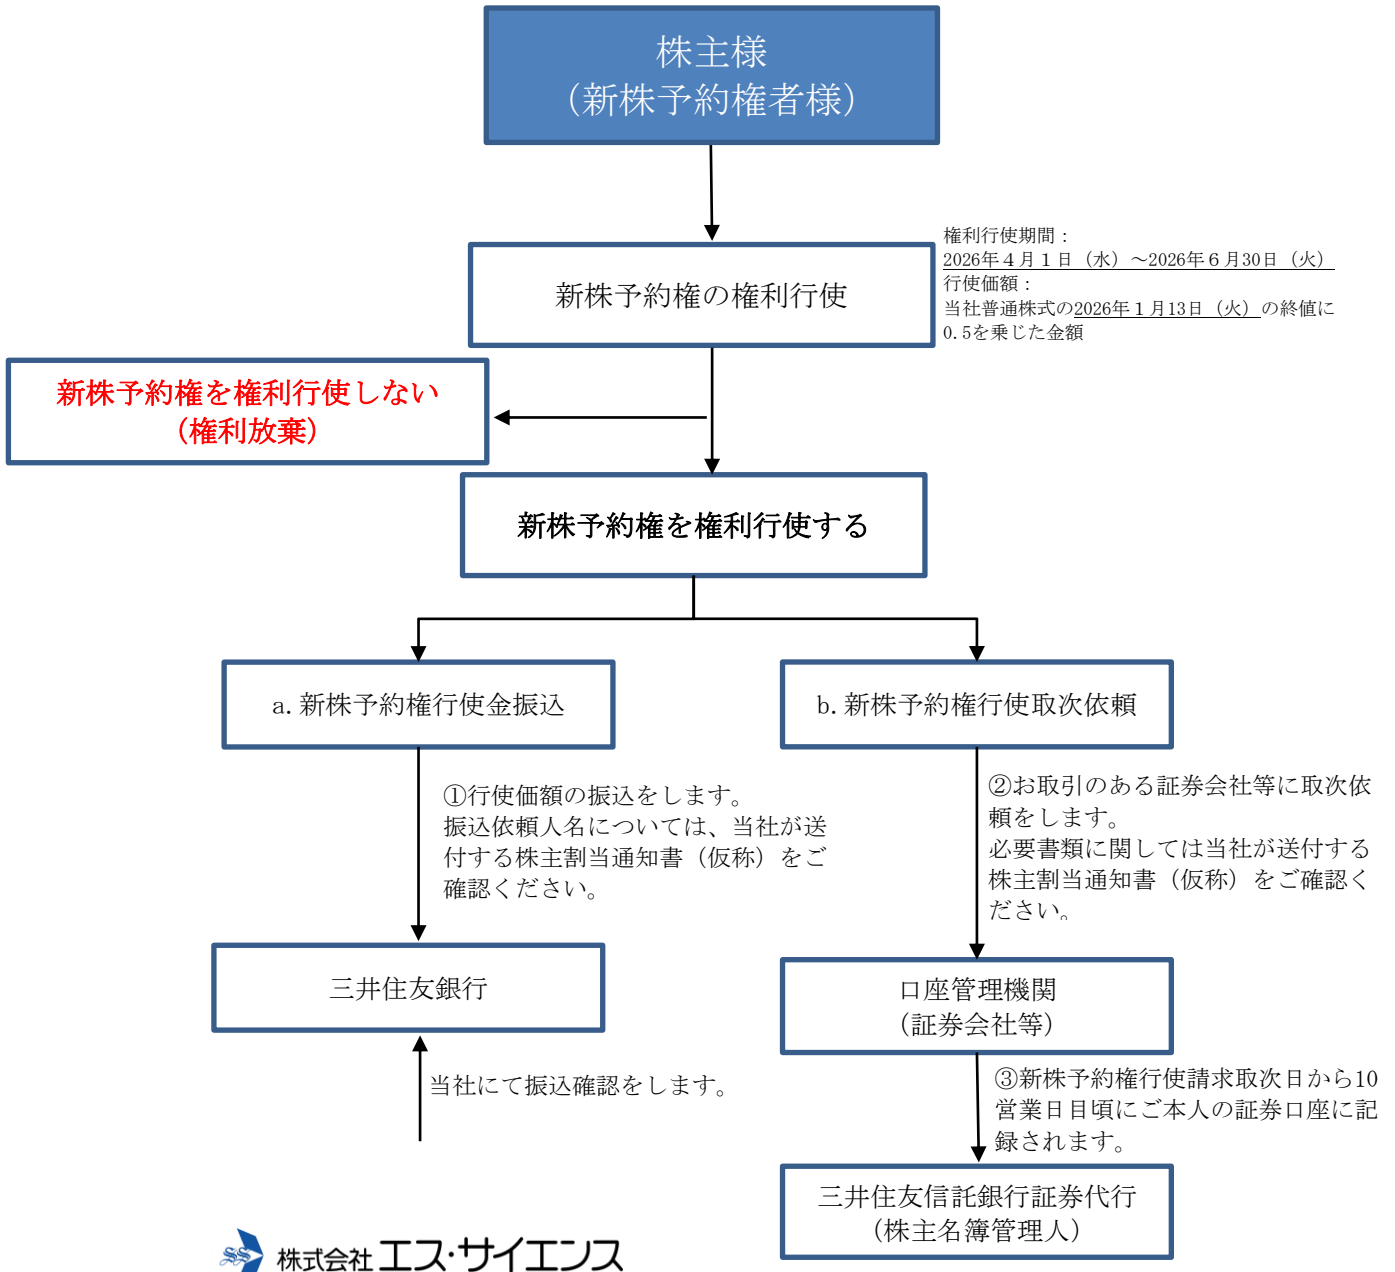 株主様
（新株予約権者様）
新株予約権の権利行使
権利行使期間：
2026年４月１日（水）～2026年６月30日（火）
行使価額：
当社普通株式の2026年１月13日（火）の終値に
0.5を乗じた金額
新株予約権を権利行使しない
（権利放棄）
新株予約権を権利行使する
a.新株予約権行使金振込
b.新株予約権行使取次依頼
①行使価額の振込をします。
振込依頼人名については、当社が送
付する株主割当通知書（仮称）をご
確認ください。
②お取引のある証券会社等に取次依
頼をします。
必要書類に関しては当社が送付する
株主割当通知書（仮称）をご確認く
ださい。
三井住友銀行
口座管理機関
（証券会社等）
当社にて振込確認をします。
③新株予約権行使請求取次日から10
営業日目頃にご本人の証券口座に記
録されます。
三井住友信託銀行証券代行
（株主名簿管理人）
株式会社エス・サイエンス